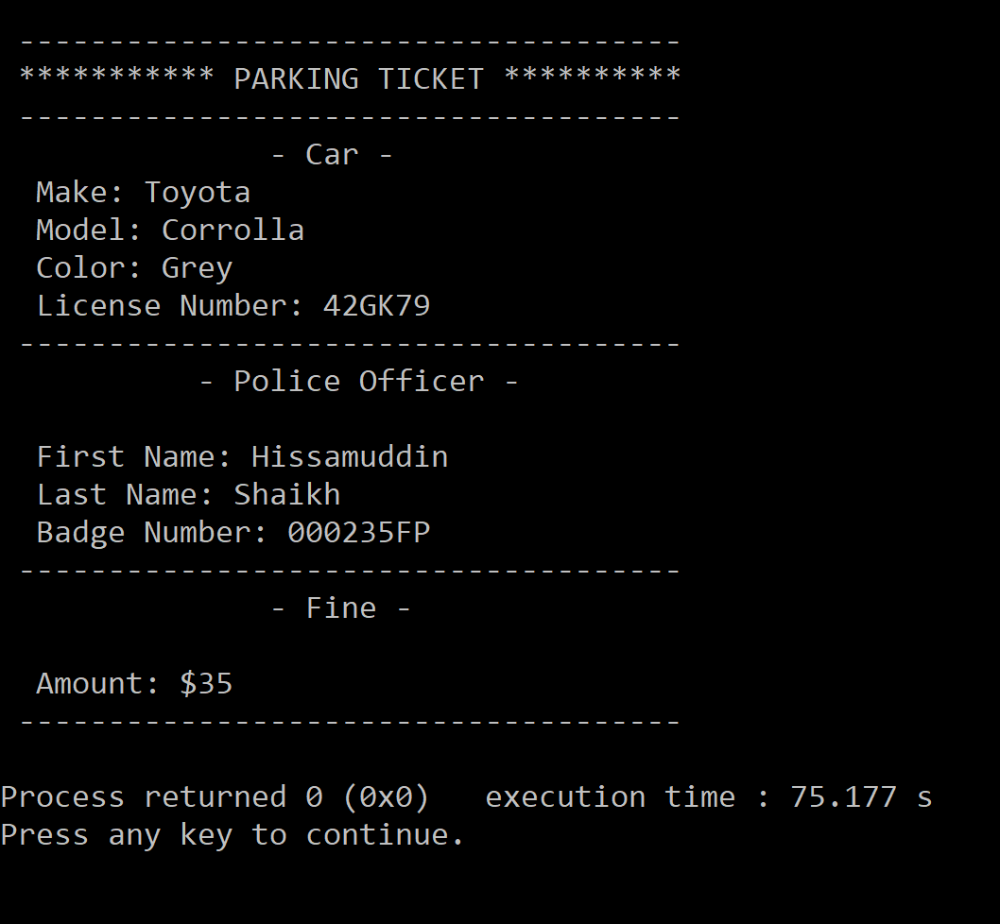 -------------------------------------
*********** PARKING TICKET **********
-------------------------------------
- Car -
Make: Toyota
Model: Corrolla
Color: Grey
License Number: 42GK79
-------------------------------------
- Police Officer -
First Name: Hissamuddin
Last Name: Shaikh
Badge Number: 000235FP
-------------------------------------
- Fine -
Amount: $35
-------------------------------------
Process returned 0 (0x0)   execution time : 75.177 s
Press any key to continue.